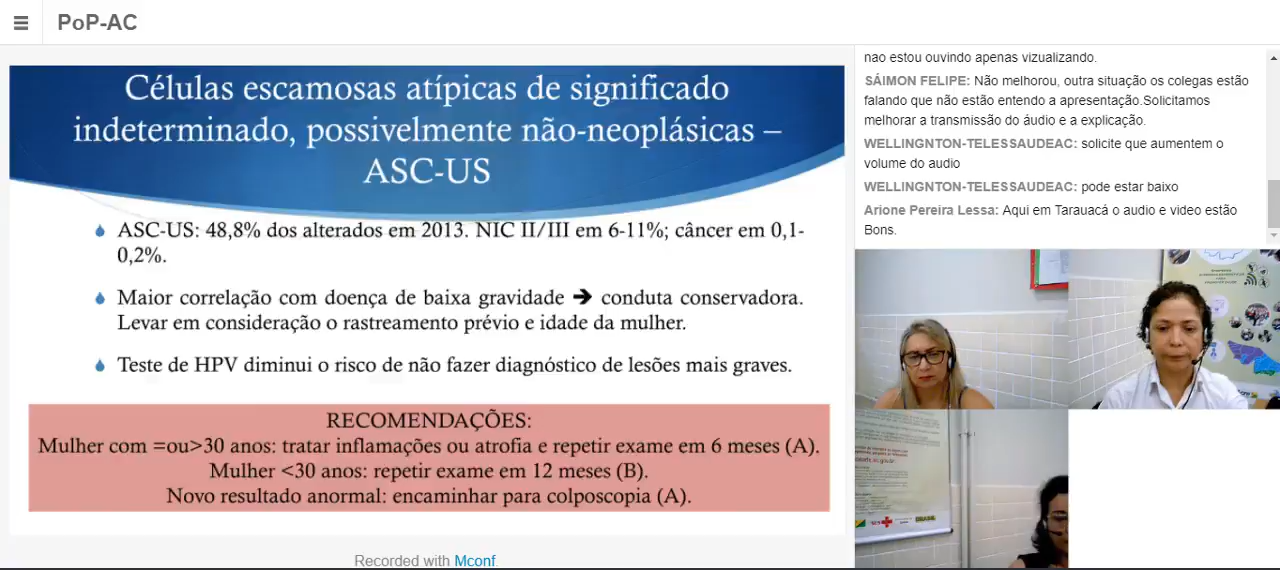 PoP-AC
Células escamosas atípicas de significado
indeterminado, possivelmente não-neoplásicas –
ASC-US
ASC-US: 48,8% dos alterados em 2013. NIC II/III em 6-11%; câncer em 0,1-
0,2%.
Maior correlação com doença de baixa gravidade ➔ conduta conservadora.
Levar em consideração o rastreamento prévio e idade da mulher.
Teste de HPV diminui o risco de não fazer diagnóstico de lesões mais graves.
RECOMENDAÇÕES:
Mulher com =ou>30 anos: tratar inflamações ou atrofia e repetir exame em 6 meses (A).
Mulher <30 anos: repetir exame em 12 meses (B).
Novo resultado anormal: encaminhar para colposcopia (A).
Recorded with Mconf.
nao estou ouvindo apenas vizualizando.
SÁIMON FELIPE: Não melhorou, outra situação os colegas estão
falando que não estão entendo a apresentação.Solicitamos
melhorar a transmissão do áudio e a explicação.
WELLINGNTON-TELESSAUDEAC: solicite que aumentem o
volume do audio
WELLINGNTON-TELESSAUDEAC: pode estar baixo
Arione Pereira Lessa: Aqui em Tarauacá o audio e video estão
Bons.
SUS